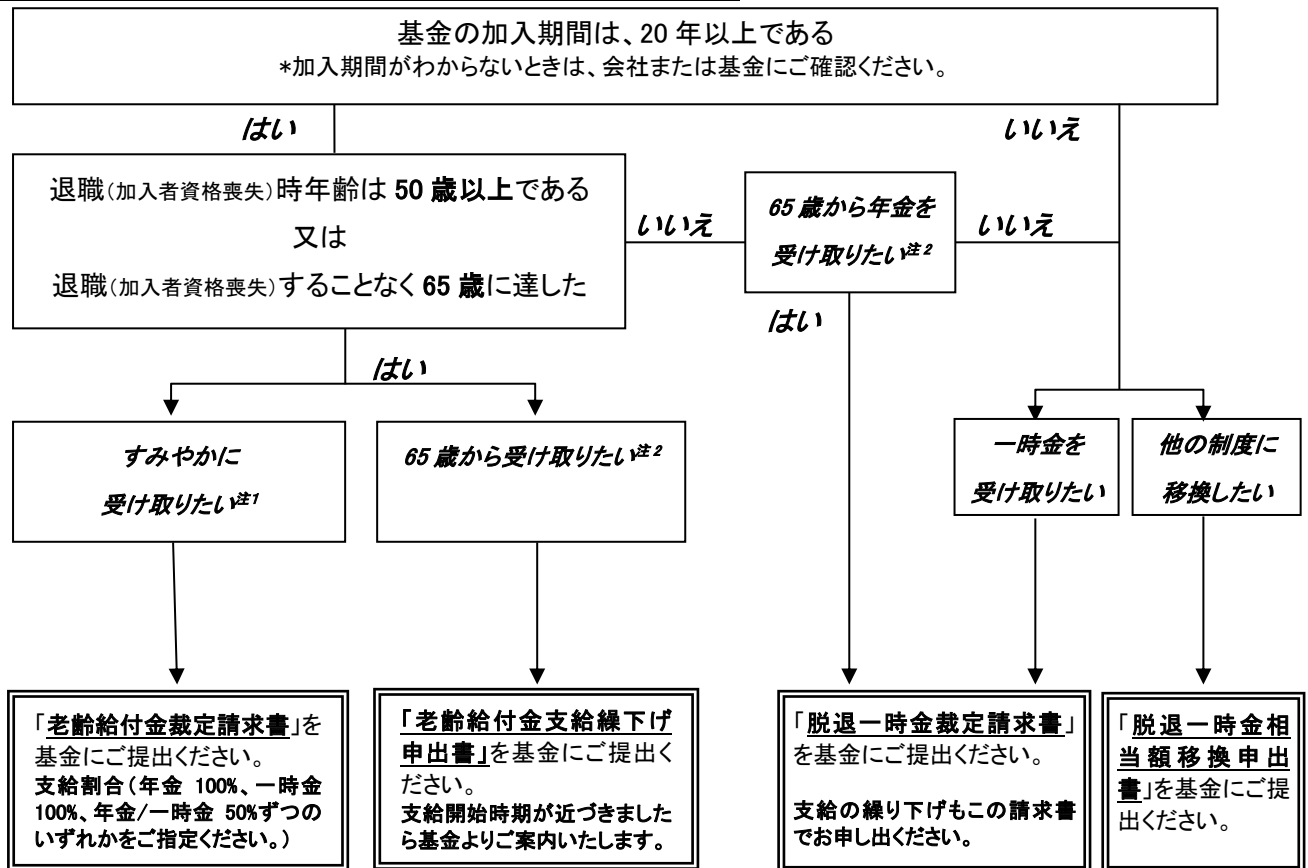 基金の加入期間は、20 年以上である
*加入期間がわからないときは、会社または基金にご確認ください。
はい
いいえ
退職(加入者資格喪失)時年齢は 50 歳以上である
又は
退職(加入者資格喪失)することなく 65 歳に達した
いいえ
65 歳から年金を
受け取りたい注2
いいえ
はい
はい
すみやかに
受け取りたい注1
65 歳から受け取りたい注2
一時金を
受け取りたい
他の制度に
移換したい
「老齢給付金裁定請求書」を
基金にご提出ください。
支給割合(年金 100%、一時金
100%、年金/一時金 50%ずつの
いずれかをご指定ください。)
「老齢給付金支給繰下げ
申出書」を基金にご提出く
ださい。
支給開始時期が近づきました
ら基金よりご案内いたします。
「脱退一時金裁定請求書」
を基金にご提出ください。
支給の繰り下げもこの請求書
でお申し出ください。
「脱退一時金相
当額移換申出
書」を基金にご提
出ください。